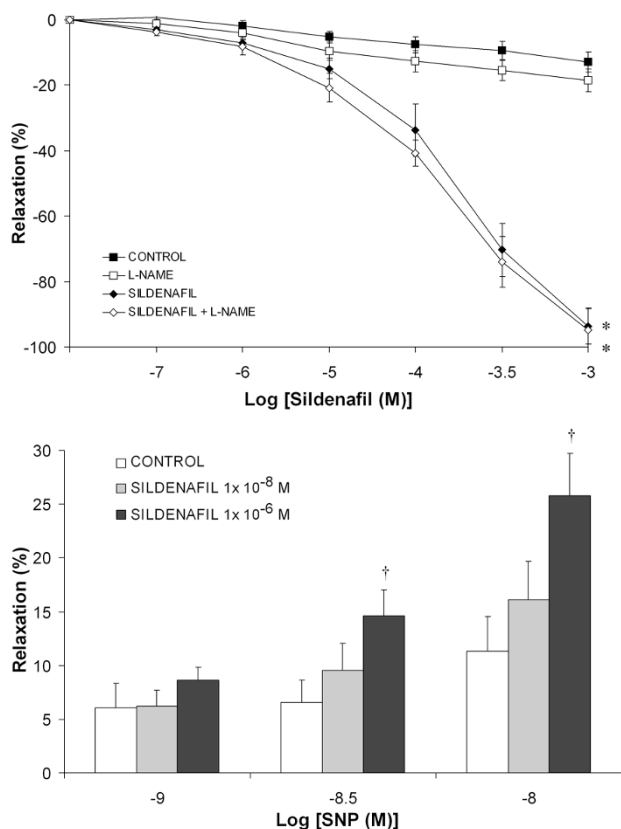 0
-20
-40
-60
-80
-100
Relaxation (%)
CONTROL
L-NAME
SILDENAFIL
SILDENAFIL + L-NAME
*
*
-7 -6 -5 -4 -3.5 -3
Log [Sildenafil (M)]
30
25
20
15
10
5
0
Relaxation (%)
CONTROL
SILDENAFIL 1x 10⁻⁸ M
SILDENAFIL 1x 10⁻⁶ M
†
†
-9 -8.5 -8
Log [SNP (M)]